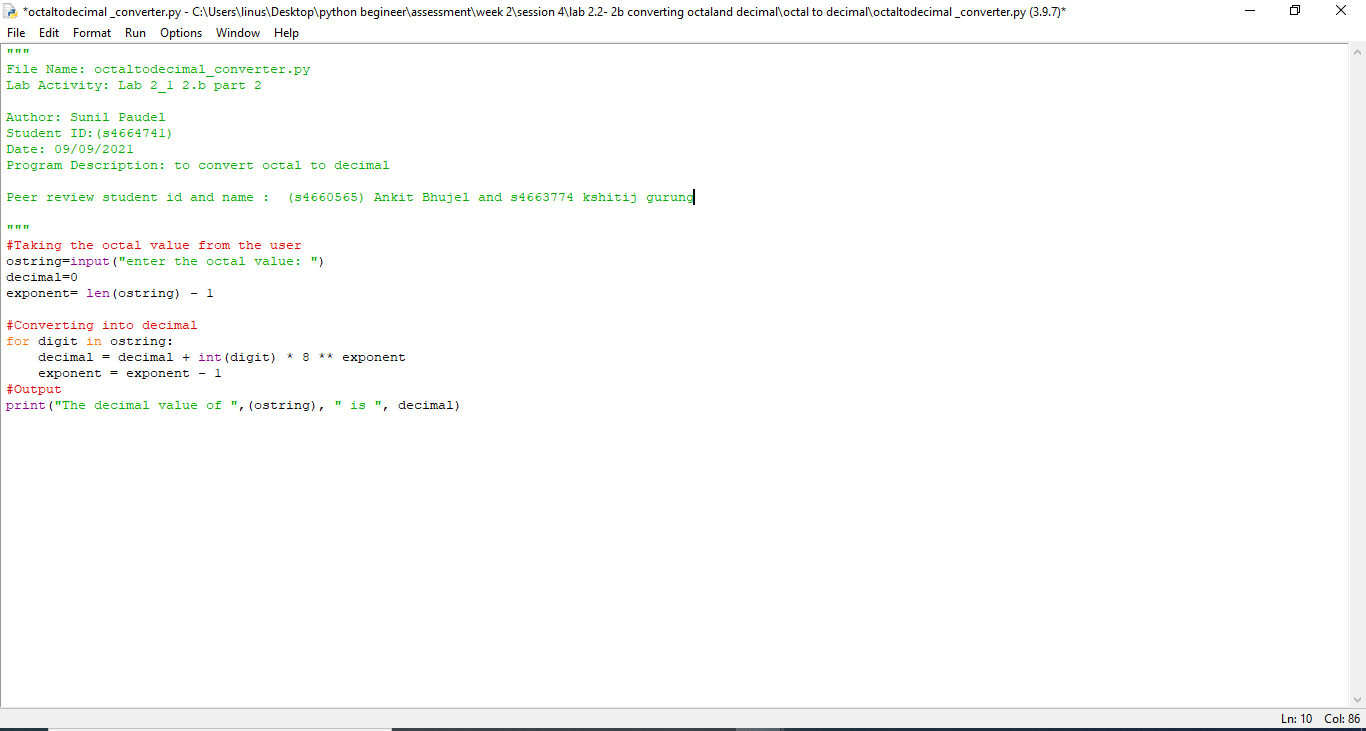 *octaltodecimal _converter.py - C:\Users\linus\Desktop\python begineer\assessment\week 2\session 4\lab 2.2- 2b converting octaland decimal\octal to decimal\octaltodecimal _converter.py (3.9.7)*
File Edit Format Run Options Window Help
"""
File Name: octaltodecimal_converter.py
Lab Activity: Lab 2_1 2.b part 2
Author: Sunil Paudel
Student ID:(s4664741)
Date: 09/09/2021
Program Description: to convert octal to decimal
Peer review student id and name :  (s4660565) Ankit Bhujel and s4663774 kshitij gurung
"""
#Taking the octal value from the user
ostring=input("enter the octal value: ")
decimal=0
exponent= len(ostring) - 1
#Converting into decimal
for digit in ostring:
    decimal = decimal + int(digit) * 8 ** exponent
    exponent = exponent - 1
#Output
print("The decimal value of ",(ostring), " is ", decimal)
Ln: 10 Col: 86